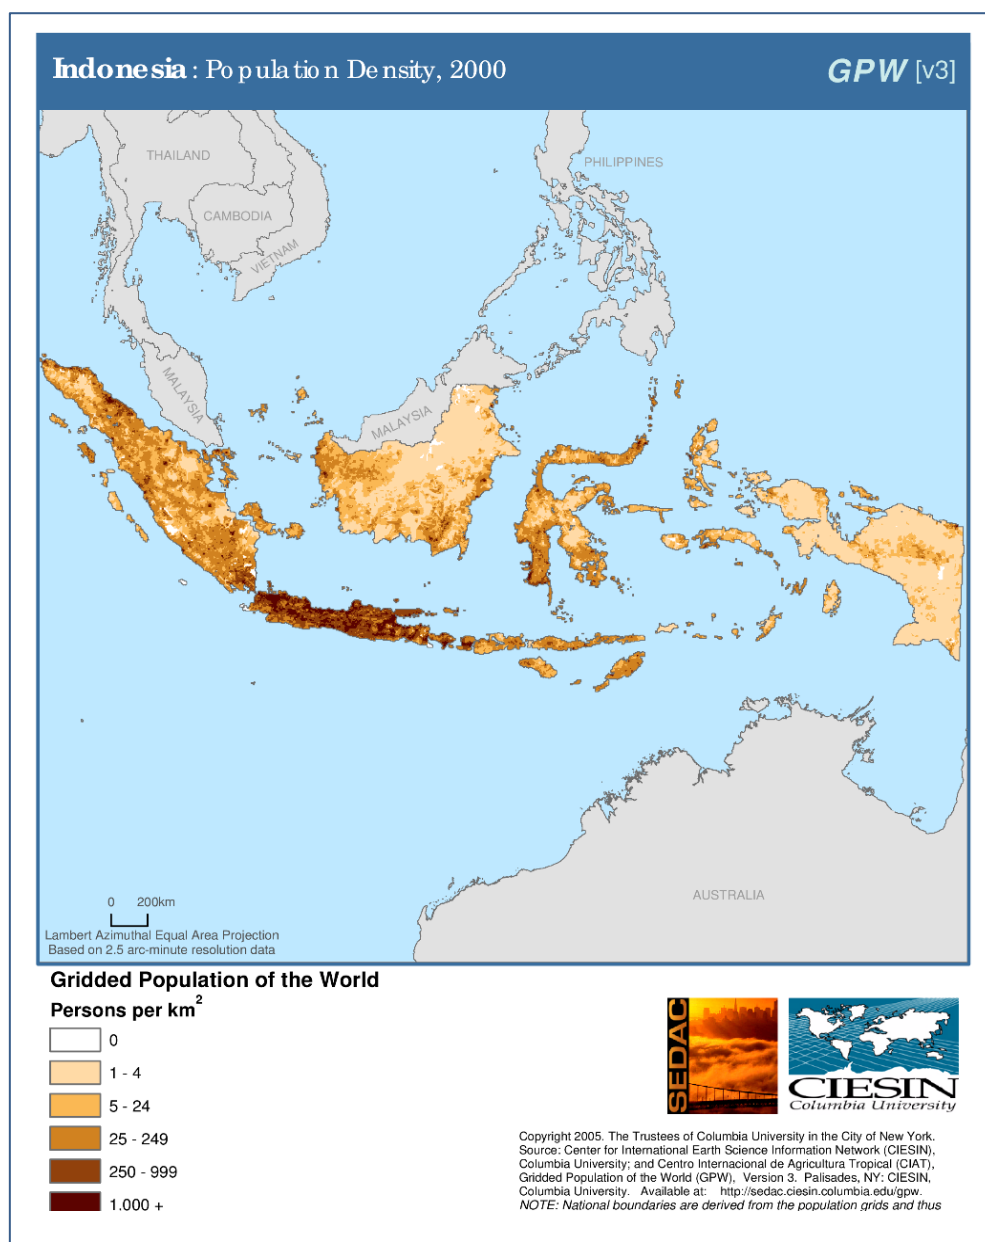 Indonesia: Population Density, 2000
GPW [v3]
THAILAND
PHILIPPINES
CAMBODIA
VIETNAM
MALAYSIA
MALAYSIA
AUSTRALIA
0 200km
Lambert Azimuthal Equal Area Projection
Based on 2.5 arc-minute resolution data
Gridded Population of the World
Persons per km²
0
1 - 4
5 - 24
25 - 249
250 - 999
1.000 +
SEDAC
CIESIN
Columbia University
Copyright 2005. The Trustees of Columbia University in the City of New York.
Source: Center for International Earth Science Information Network (CIESIN),
Columbia University; and Centro Internacional de Agricultura Tropical (CIAT),
Gridded Population of the World (GPW), Version 3. Palisades, NY: CIESIN,
Columbia University. Available at: http://sedac.ciesin.columbia.edu/gpw.
NOTE: National boundaries are derived from the population grids and thus